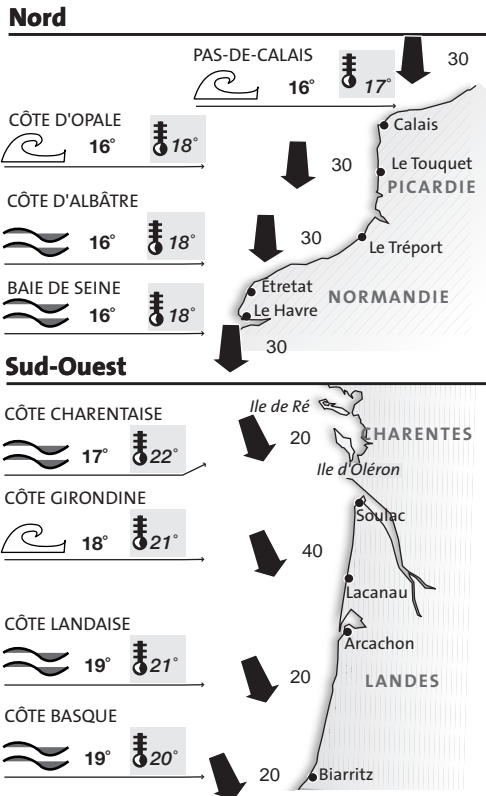 Nord
PAS-DE-CALAIS
16° 17° 30
Calais
CÔTE D'OPALE
16° 18° 30
Le Touquet
PICARDIE
CÔTE D'ALBÂTRE
16° 18° 30
Le Tréport
BAIE DE SEINE
16° 18° 30
Etretat
Le Havre
NORMANDIE
Sud-Ouest
CÔTE CHARENTAISE
17° 22° 20
Ile de Ré
CHARENTES
Ile d'Oléron
CÔTE GIRONDINE
18° 21° 40
Soulac
Lacanau
CÔTE LANDAISE
19° 21° 20
Arcachon
LANDES
CÔTE BASQUE
19° 20° 20
Biarritz